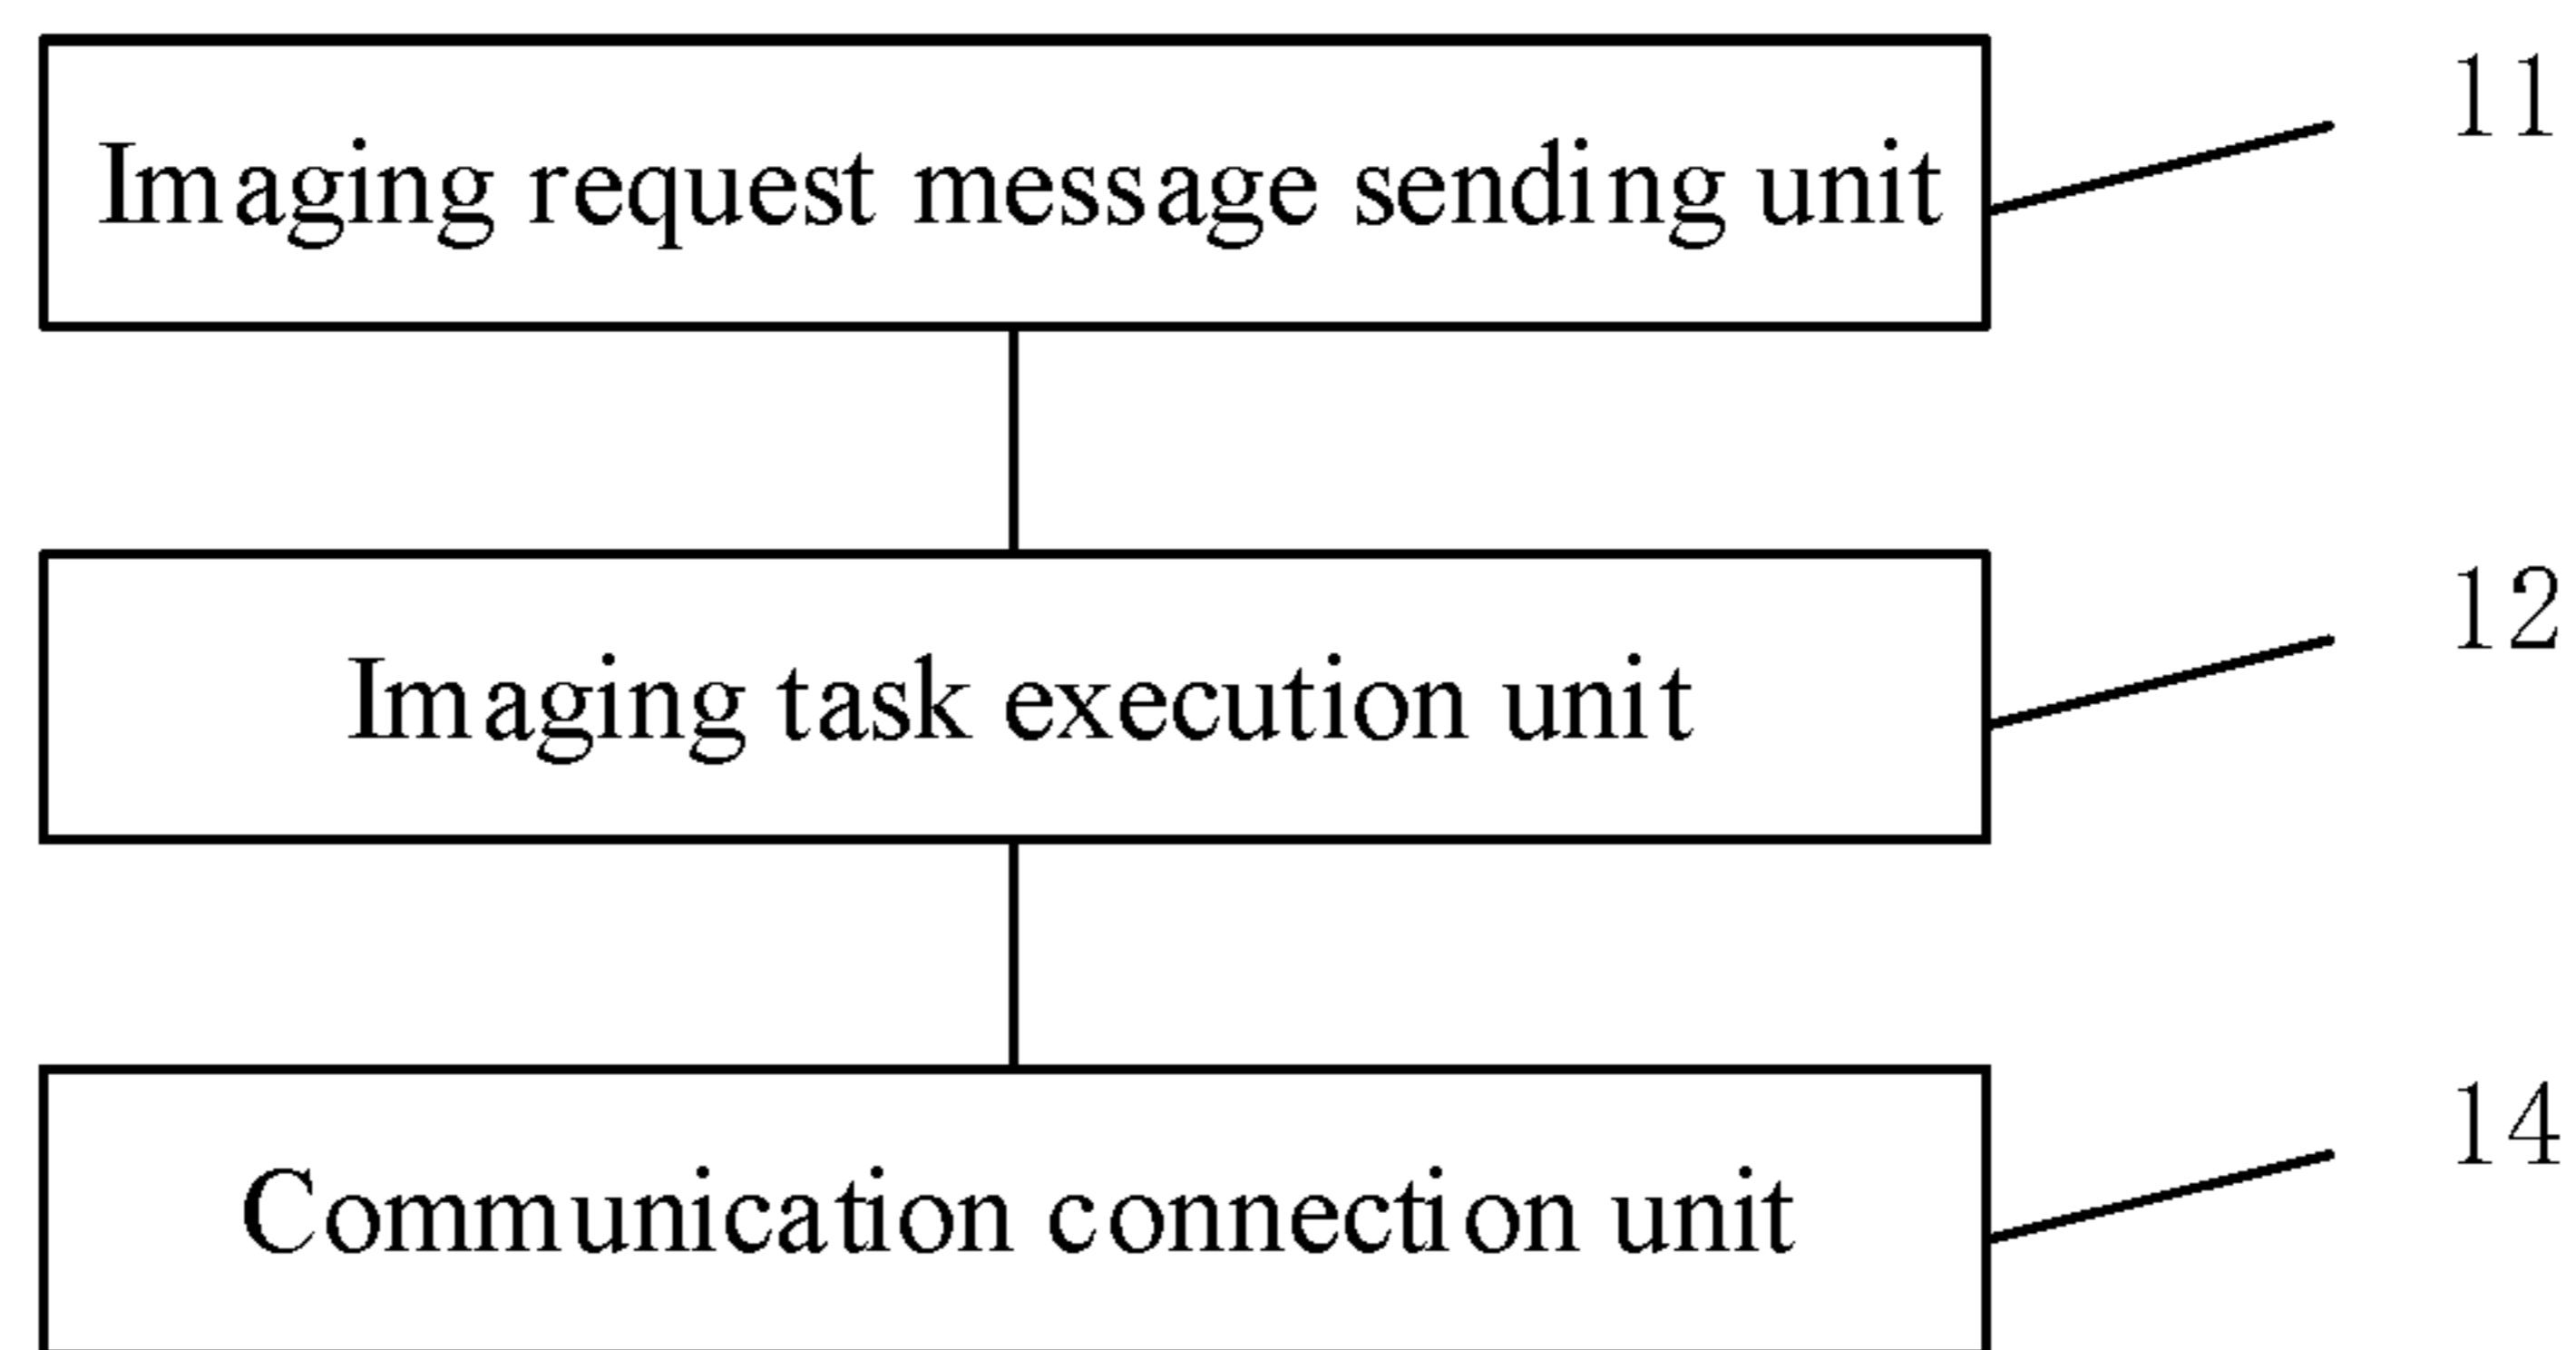 Imaging request message sending unit
11
Imaging task execution unit
12
Communication connection unit
14